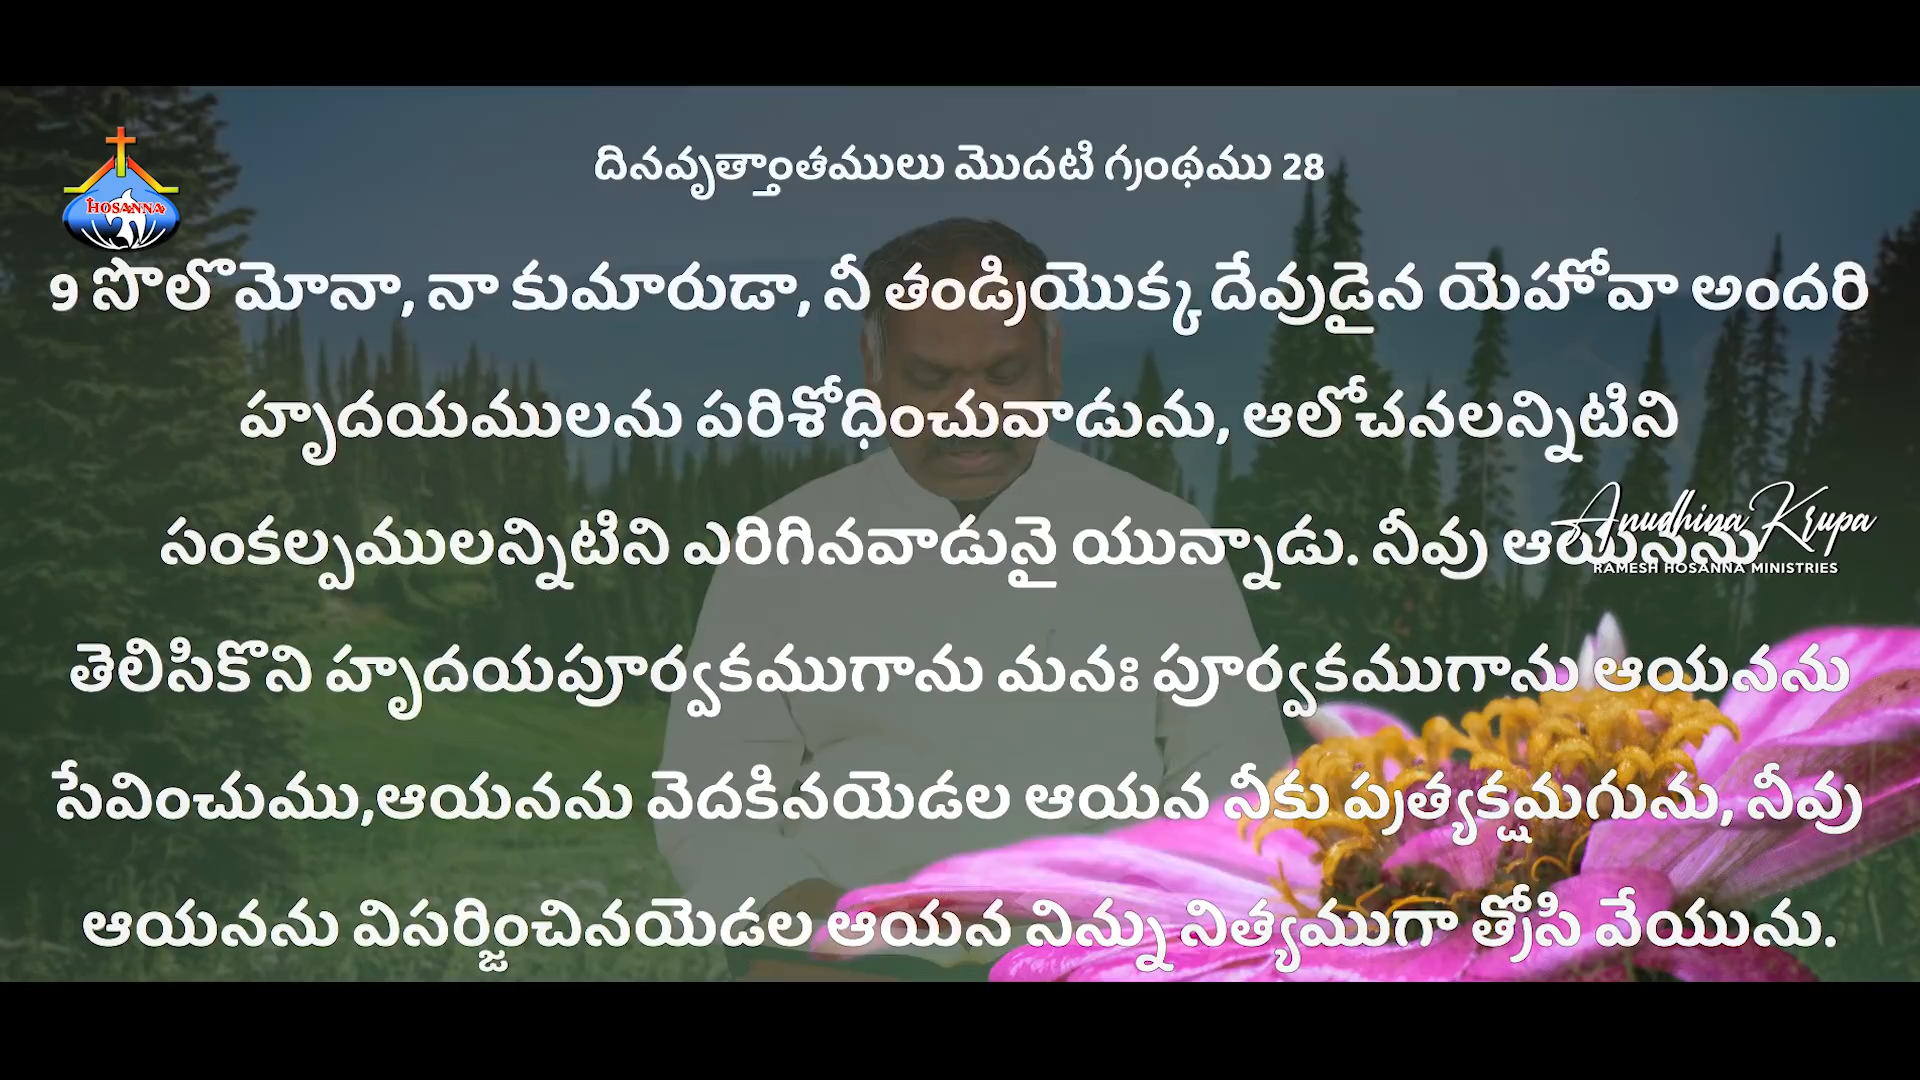 HOSANNA
దినవృత్తాంతములు మొదటి గ్రంథము 28
9 సొలొమోనా, నా కుమారుడా, నీ తండ్రియొక్క దేవుడైన యెహోవా అందరి
హృదయములను పరిశోధించువాడును, ఆలోచనలన్నిటిని
సంకల్పములన్నిటిని ఎరిగినవాడునై యున్నాడు. నీవు ఆయనను
Anudhina Krupa
RAMESH HOSANNA MINISTRIES
తెలిసికొని హృదయపూర్వకముగాను మనః పూర్వకముగాను ఆయనను
సేవించుము,ఆయనను వెదకినయెడల ఆయన నీకు ప్రత్యక్షమగును, నీవు
ఆయనను విసర్జించినయెడల ఆయన నిన్ను నిత్యముగా త్రోసి వేయును.